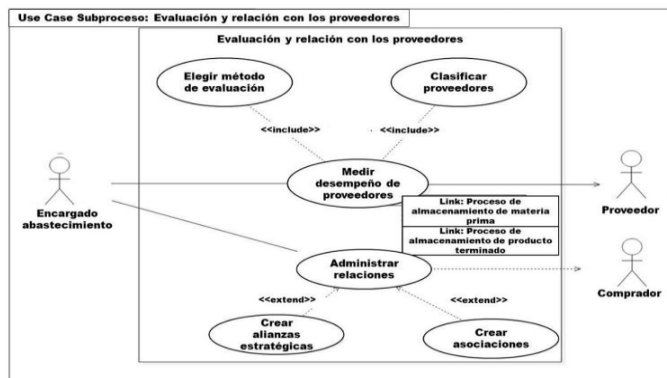 Use Case Subproceso: Evaluación y relación con los proveedores
Evaluación y relación con los proveedores
Elegir método
de evaluación
Clasificar
proveedores
<<include>>
<<include>>
Medir
desempeño de
proveedores
Encargado
abastecimiento
Proveedor
Link: Proceso de
almacenamiento de materia
prima
Link: Proceso de
almacenamiento de producto
terminado
Administrar
relaciones
Comprador
<<extend>>
<<extend>>
Crear
alianzas
estratégicas
Crear
asociaciones